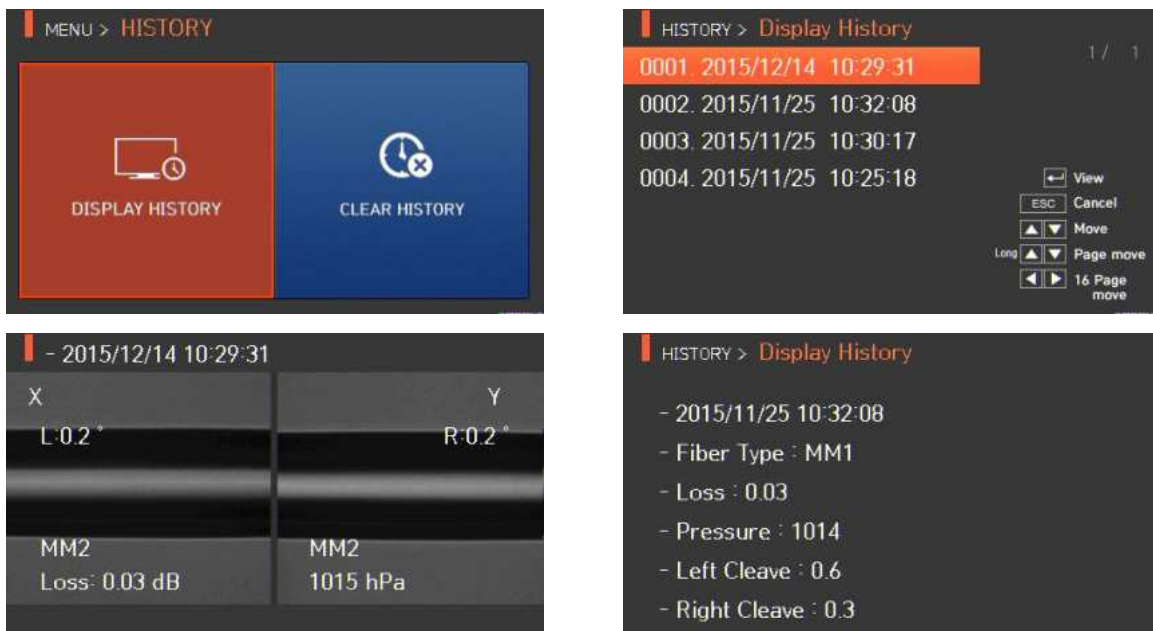 MENU > HISTORY
DISPLAY HISTORY
CLEAR HISTORY
HISTORY > Display History
1 / 1
0001. 2015/12/14 10:29:31
0002. 2015/11/25 10:32:08
0003. 2015/11/25 10:30:17
0004. 2015/11/25 10:25:18
View
ESC Cancel
Move
Long Page move
16 Page
move
- 2015/12/14 10:29:31
X Y
L:0.2˚ R:0.2˚
MM2 MM2
Loss: 0.03 dB 1015 hPa
HISTORY > Display History
- 2015/11/25 10:32:08
- Fiber Type : MM1
- Loss : 0.03
- Pressure : 1014
- Left Cleave : 0.6
- Right Cleave : 0.3